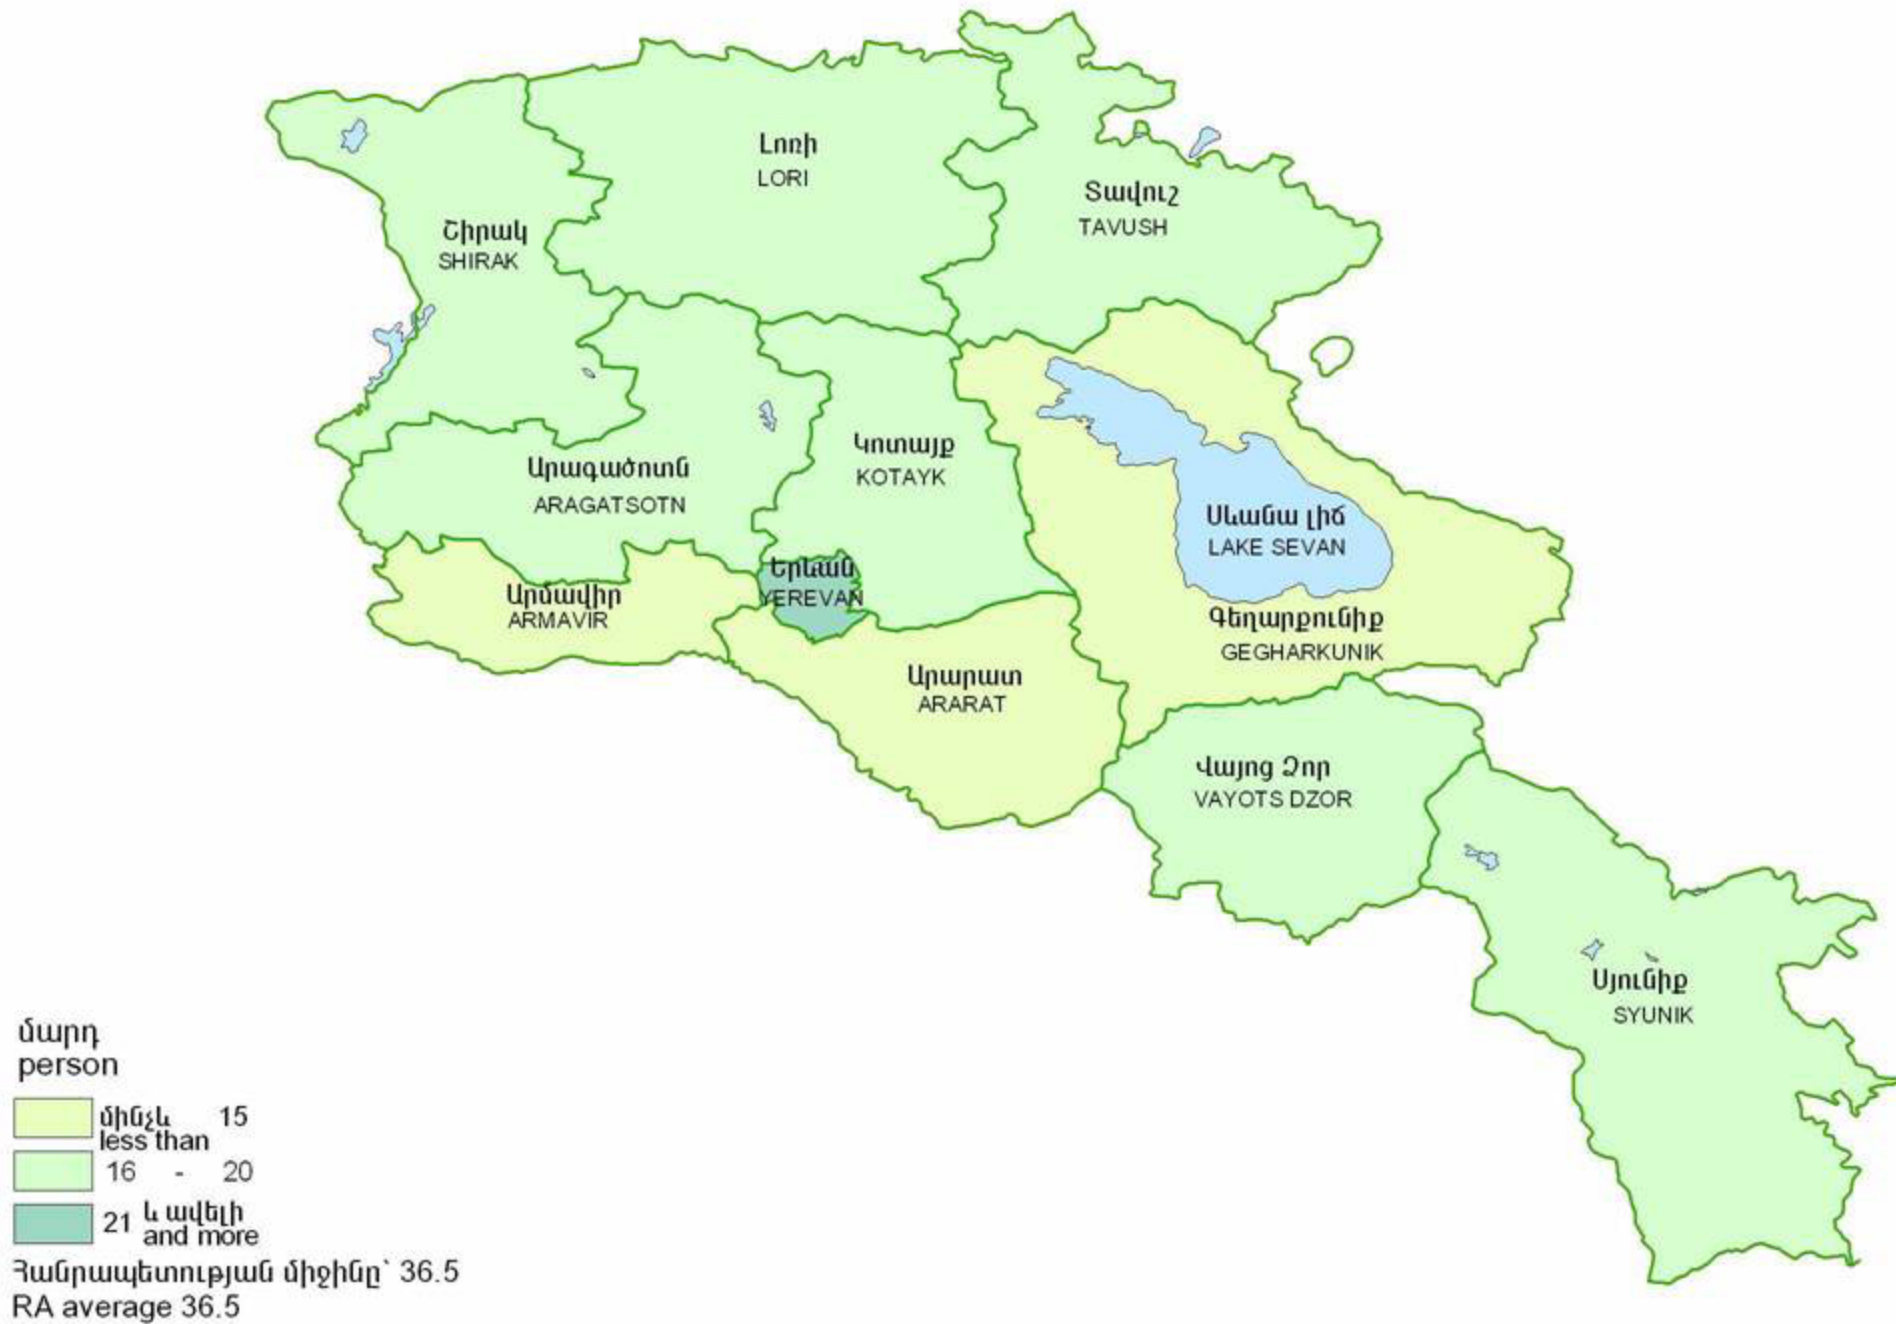 Լոռի
LORI
Տավուշ
TAVUSH
Շիրակ
SHIRAK
Կոտայք
KOTAYK
Արագածոտն
ARAGATSOTN
Սևանա լիճ
LAKE SEVAN
Երևան
YEREVAN
Արմավիր
ARMAVIR
Գեղարքունիք
GEGHARKUNIK
Արարատ
ARARAT
Վայոց Ձոր
VAYOTS DZOR
Սյունիք
SYUNIK
մարդ
person
մինչև 15
less than
16 - 20
21 և ավելի
and more
Հանրապետության միջինը՝ 36.5
RA average 36.5